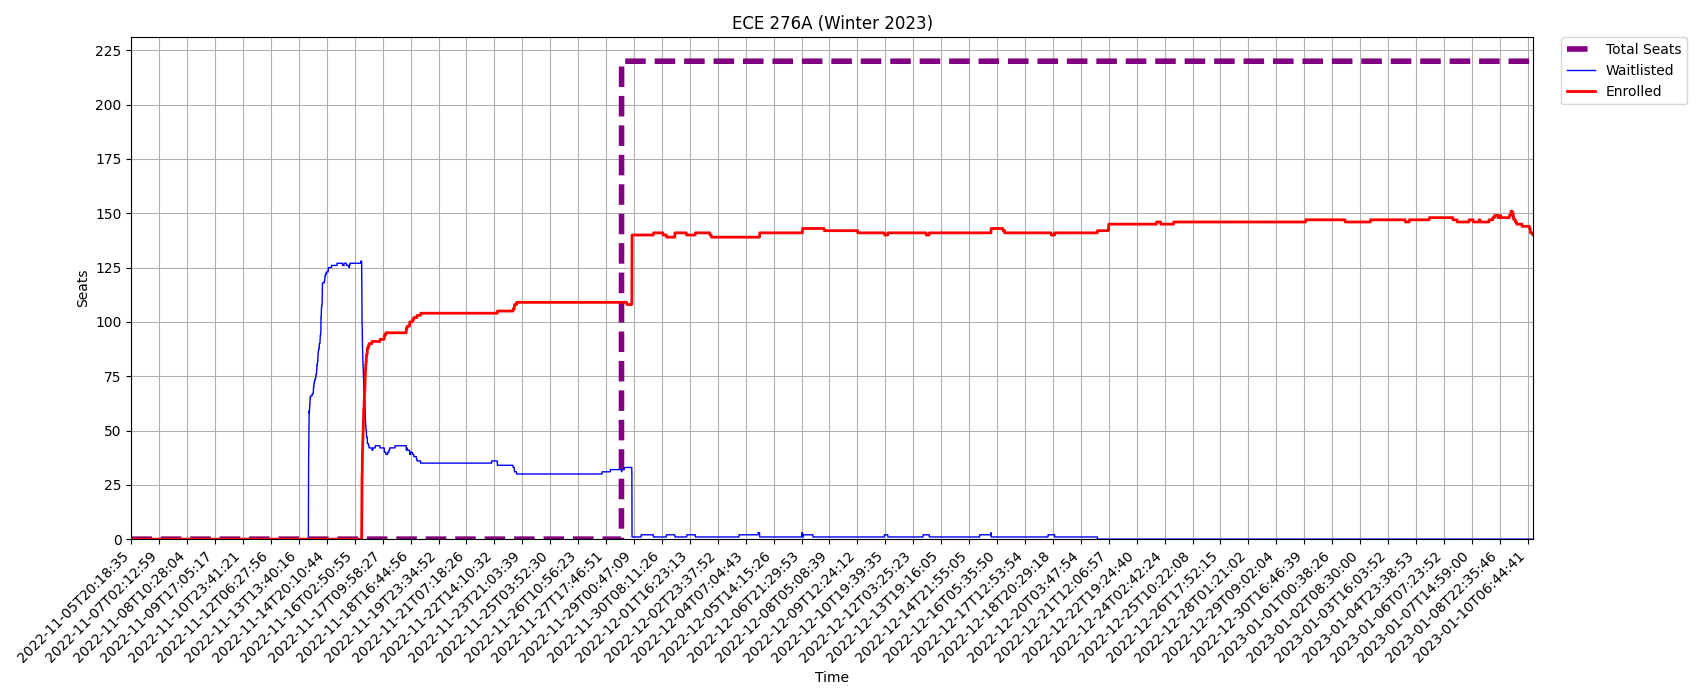 ECE 276A (Winter 2023)
Total Seats
Waitlisted
Enrolled
Seats
225
200
175
150
125
100
75
50
25
0
2022-11-05T20:18:35
2022-11-07T02:12:59
2022-11-08T10:28:04
2022-11-09T17:05:17
2022-11-10T23:41:21
2022-11-12T06:27:56
2022-11-13T13:40:16
2022-11-14T20:10:44
2022-11-16T02:50:55
2022-11-17T09:58:27
2022-11-18T16:44:56
2022-11-19T23:34:52
2022-11-21T07:18:26
2022-11-22T14:10:32
2022-11-23T21:03:39
2022-11-25T03:52:30
2022-11-26T10:56:23
2022-11-27T17:46:51
2022-11-29T00:47:09
2022-11-30T08:11:26
2022-12-01T16:23:13
2022-12-02T23:37:52
2022-12-04T07:04:43
2022-12-05T14:15:26
2022-12-06T21:29:53
2022-12-08T05:08:39
2022-12-09T12:24:12
2022-12-10T19:39:35
2022-12-12T03:25:23
2022-12-13T19:16:05
2022-12-14T21:55:05
2022-12-16T05:35:50
2022-12-17T12:53:54
2022-12-18T20:29:18
2022-12-20T03:47:54
2022-12-21T12:06:57
2022-12-22T19:24:40
2022-12-24T02:42:24
2022-12-25T10:22:08
2022-12-26T17:52:15
2022-12-28T01:21:02
2022-12-29T09:02:04
2022-12-30T16:46:39
2023-01-01T00:38:26
2023-01-02T08:30:00
2023-01-03T16:03:52
2023-01-04T23:38:53
2023-01-06T07:23:52
2023-01-07T14:59:00
2023-01-08T22:35:46
2023-01-10T06:44:41
Time